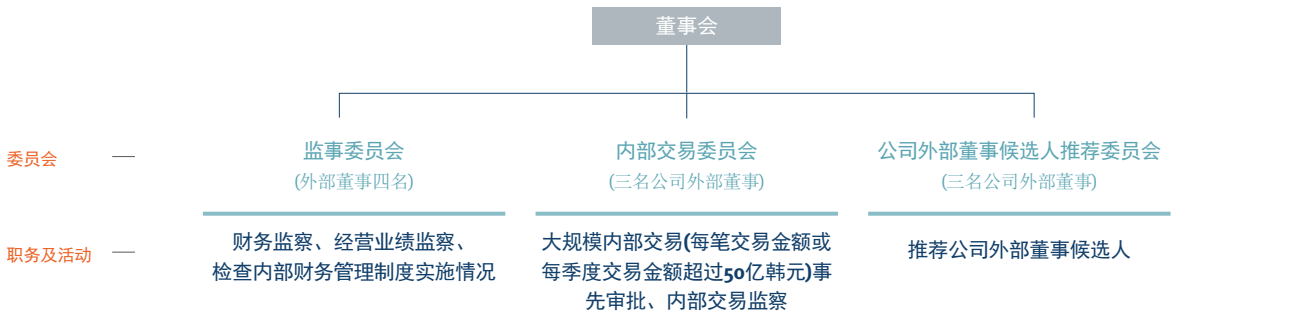 董事会
委员会
监事委员会
(外部董事四名)
内部交易委员会
(三名公司外部董事)
公司外部董事候选人推荐委员会
(三名公司外部董事)
职务及活动
财务监察、经营业绩监察、
检查内部财务管理制度实施情况
大规模内部交易(每笔交易金额或
每季度交易金额超过50亿韩元)事
先审批、内部交易监察
推荐公司外部董事候选人